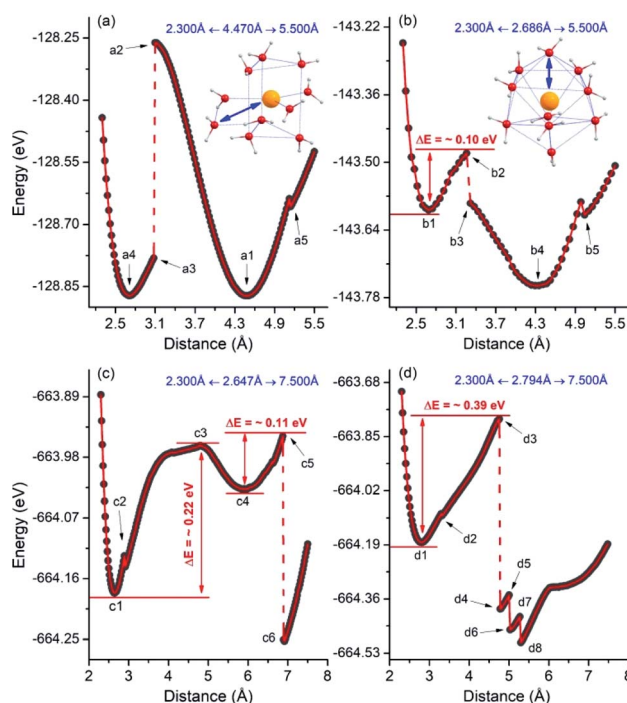 (a) 2.300Å ← 4.470Å → 5.500Å
Energy (eV)
-128.25
-128.40
-128.55
-128.70
-128.85
a2
a4
a3
a1
a5
2.5 3.1 3.7 4.3 4.9 5.5
Distance (Å)
(b) 2.300Å ← 2.686Å → 5.500Å
Energy (eV)
-143.22
-143.36
-143.50
-143.64
-143.78
ΔE = ~ 0.10 eV
b2
b1
b3
b4
b5
2.5 3.1 3.7 4.3 4.9 5.5
Distance (Å)
(c) 2.300Å ← 2.647Å → 7.500Å
Energy (eV)
-663.89
-663.98
-664.07
-664.16
-664.25
ΔE = ~ 0.11 eV
c3
c5
c2
c4
ΔE = ~ 0.22 eV
c1
c6
2 3 4 5 6 7 8
Distance (Å)
(d) 2.300Å ← 2.794Å → 7.500Å
Energy (eV)
-663.68
-663.85
-664.02
-664.19
-664.36
-664.53
ΔE = ~ 0.39 eV
d3
d2
d1
d5
d4
d7
d6
d8
2 3 4 5 6 7 8
Distance (Å)